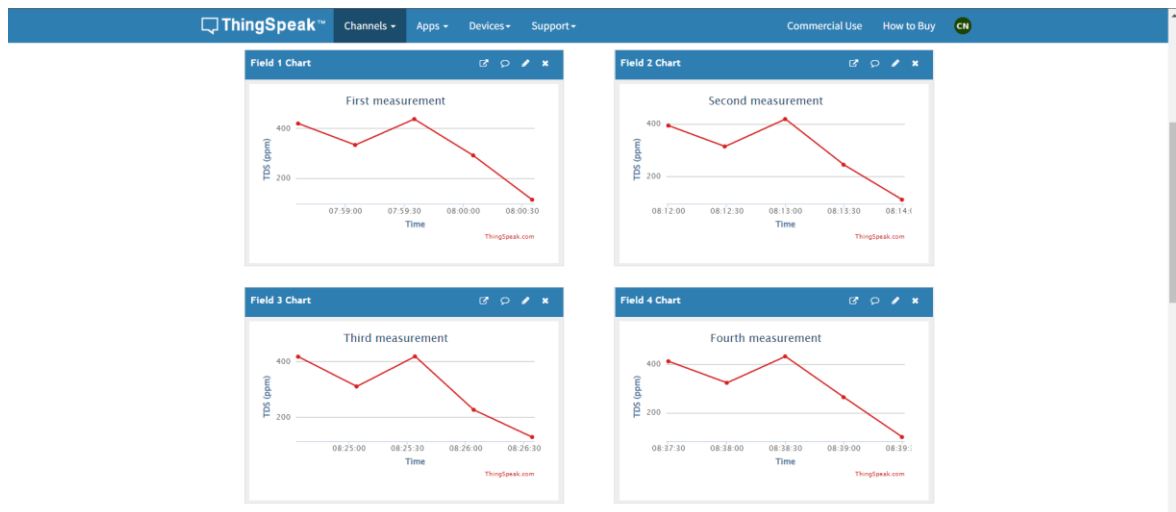 ThingSpeak™ Channels Apps Devices Support Commercial Use How to Buy CN
Field 1 Chart
First measurement
400
200
TDS (ppm)
07:59:00 07:59:30 08:00:00 08:00:30
Time
ThingSpeak.com
Field 2 Chart
Second measurement
400
200
TDS (ppm)
08:12:00 08:12:30 08:13:00 08:13:30 08:14:0
Time
ThingSpeak.com
Field 3 Chart
Third measurement
400
200
TDS (ppm)
08:25:00 08:25:30 08:26:00 08:26:30
Time
ThingSpeak.com
Field 4 Chart
Fourth measurement
400
200
TDS (ppm)
08:37:30 08:38:00 08:38:30 08:39:00 08:39:
Time
ThingSpeak.com